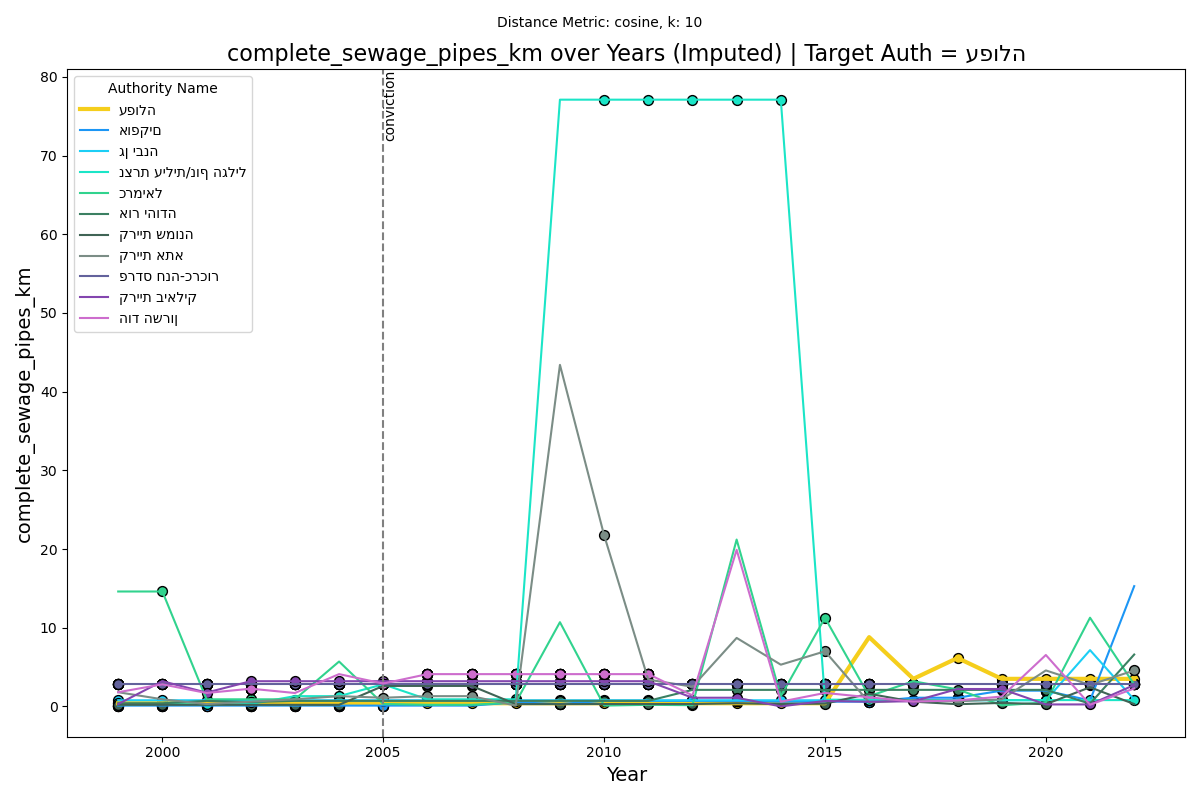 Distance Metric: cosine, k: 10
complete_sewage_pipes_km over Years (Imputed) | Target Auth = עפולה
complete_sewage_pipes_km
80
70
60
50
40
30
20
10
0
conviction
Authority Name
עפולה
אופקים
גן יבנה
נצרת עילית/נוף הגליל
כרמיאל
אור יהודה
קריית שמונה
קריית אתא
פרדס חנה-כרכור
קריית ביאליק
הוד השרון
2000
2005
2010
2015
2020
Year